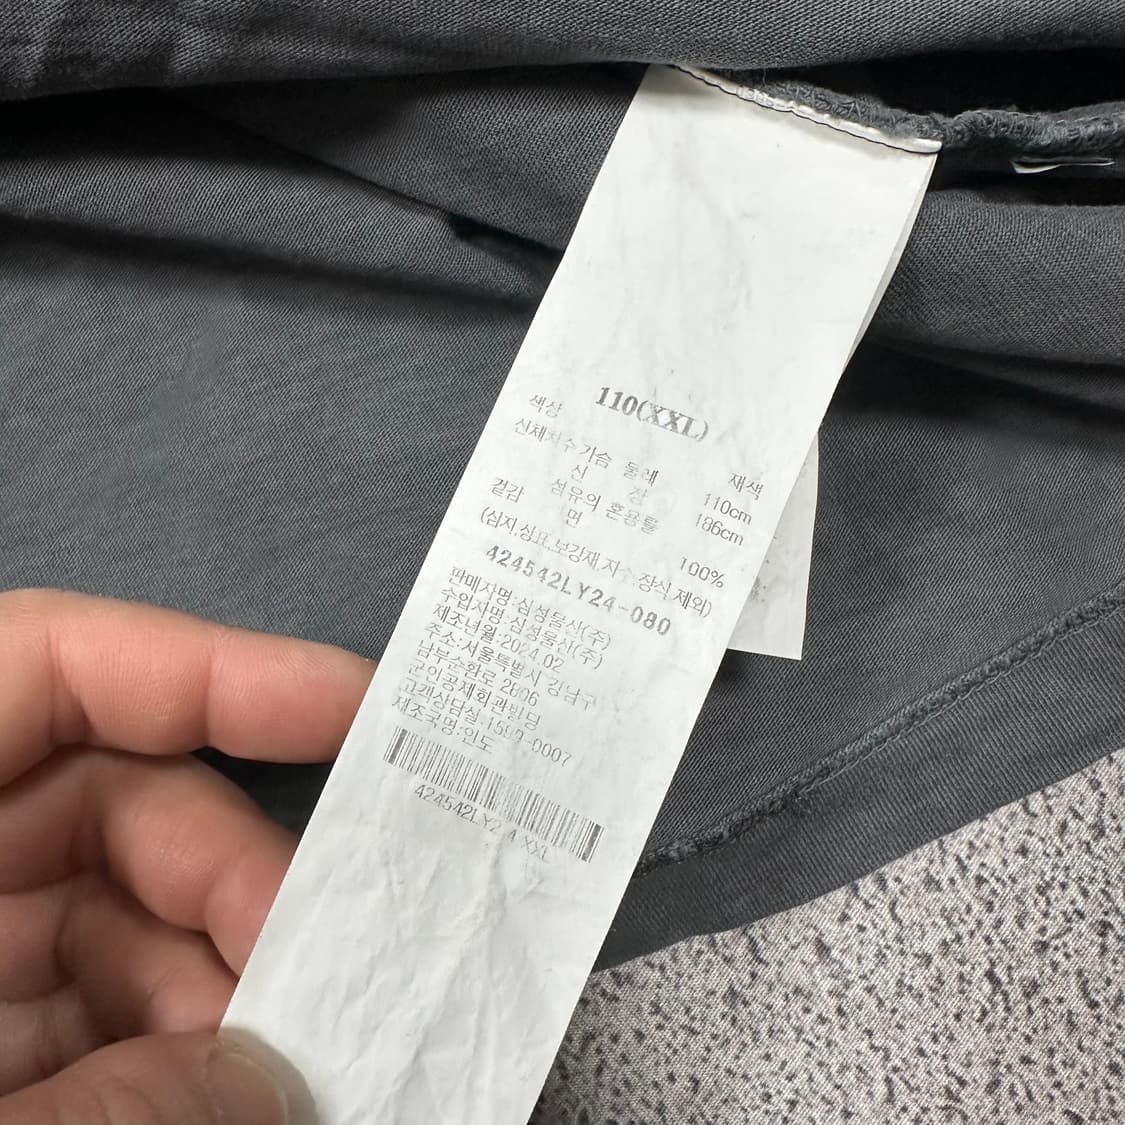 110(XXL)
색상 재색
신체치수 가슴 둘레 110cm
신 장 186cm
섬유의 혼용률
겉감 면 100%
(심지,상표,보강재,자수,장식 제외)
424542LY24-080
판매자명:삼성물산(주)
수입자명:삼성물산(주)
제조년월:2024.02
주소:서울특별시 강남구
남부순환로 2806
군인공제회관빌딩
고객상담실:
제조국명:인도
424542LY24 XXL